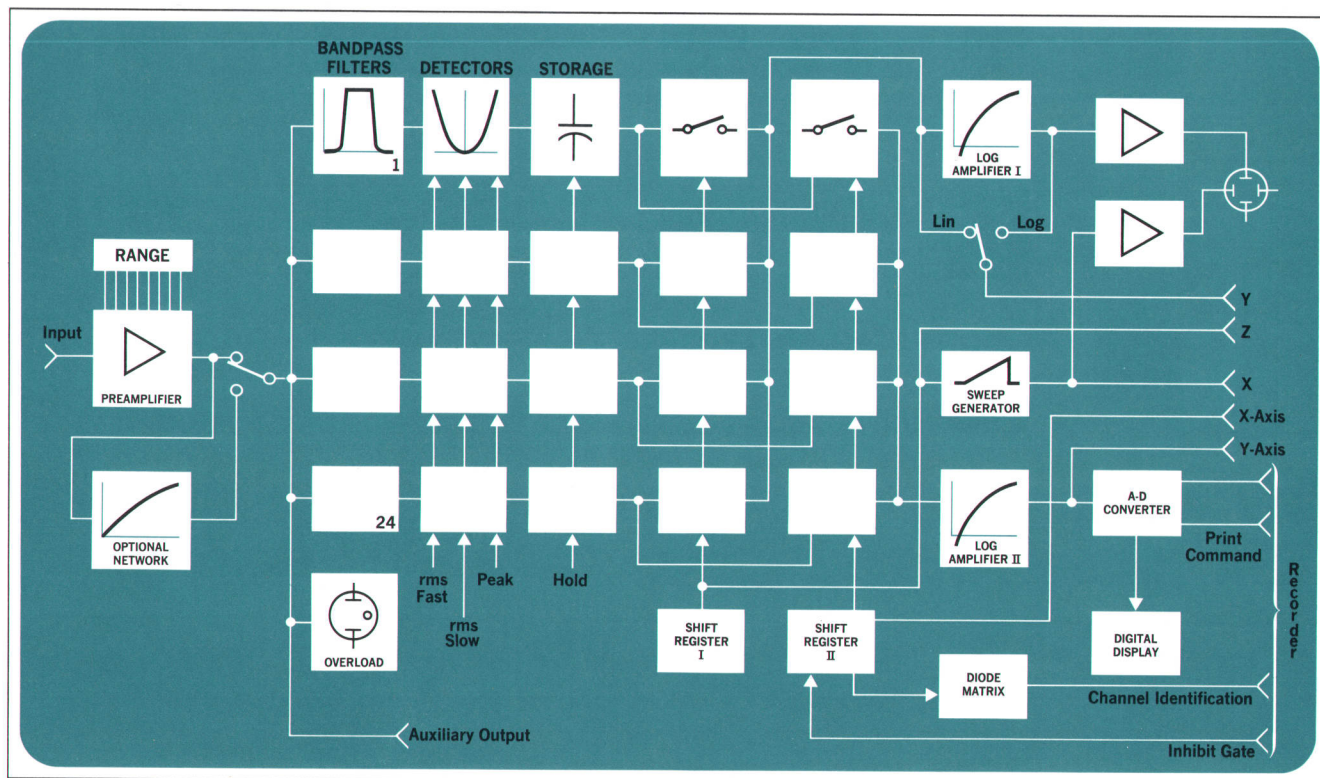 BANDPASS
FILTERS
DETECTORS
STORAGE
1
LOG
AMPLIFIER I
Lin
Log
RANGE
Input
PREAMPLIFIER
Y
Z
SWEEP
GENERATOR
X
X-Axis
Y-Axis
OPTIONAL
NETWORK
24
LOG
AMPLIFIER II
A-D
CONVERTER
Print
Command
rms
Fast
Peak
Hold
rms
Slow
OVERLOAD
SHIFT
REGISTER
I
SHIFT
REGISTER
II
DIGITAL
DISPLAY
Recorder
DIODE
MATRIX
Channel Identification
Auxiliary Output
Inhibit Gate